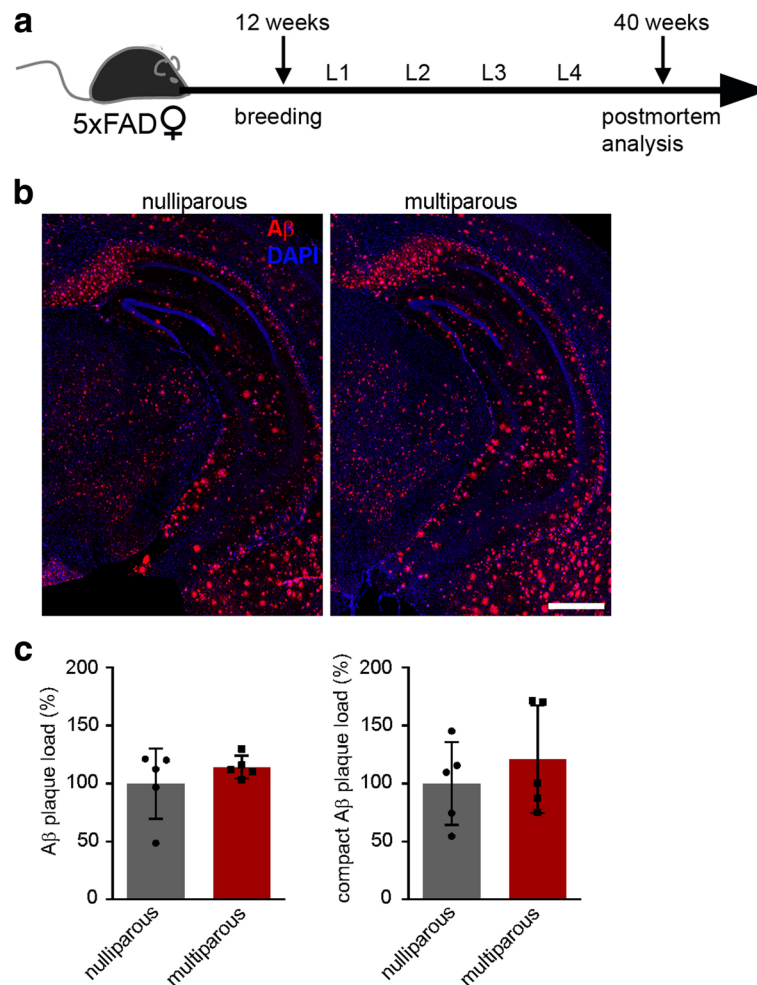 a
12 weeks
40 weeks
L1 L2 L3 L4
5xFAD♀
breeding
postmortem
analysis
b
nulliparous
multiparous
Aβ
DAPI
c
Aβ plaque load (%)
200
150
100
50
0
nulliparous
multiparous
compact Aβ plaque load (%)
200
150
100
50
0
nulliparous
multiparous